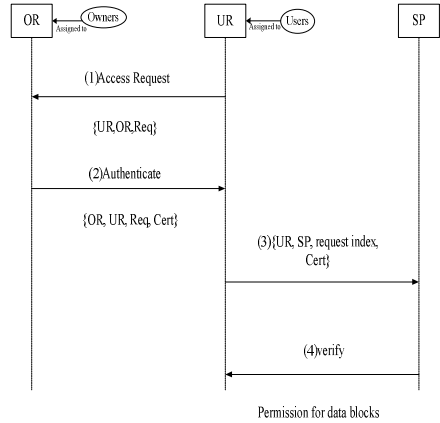 OR
Owners
Assigned to
UR
Users
Assigned to
SP
(1)Access Request
{UR,OR,Req}
(2)Authenticate
{OR, UR, Req, Cert}
(3){UR, SP, request index,
Cert}
(4)verify
Permission for data blocks